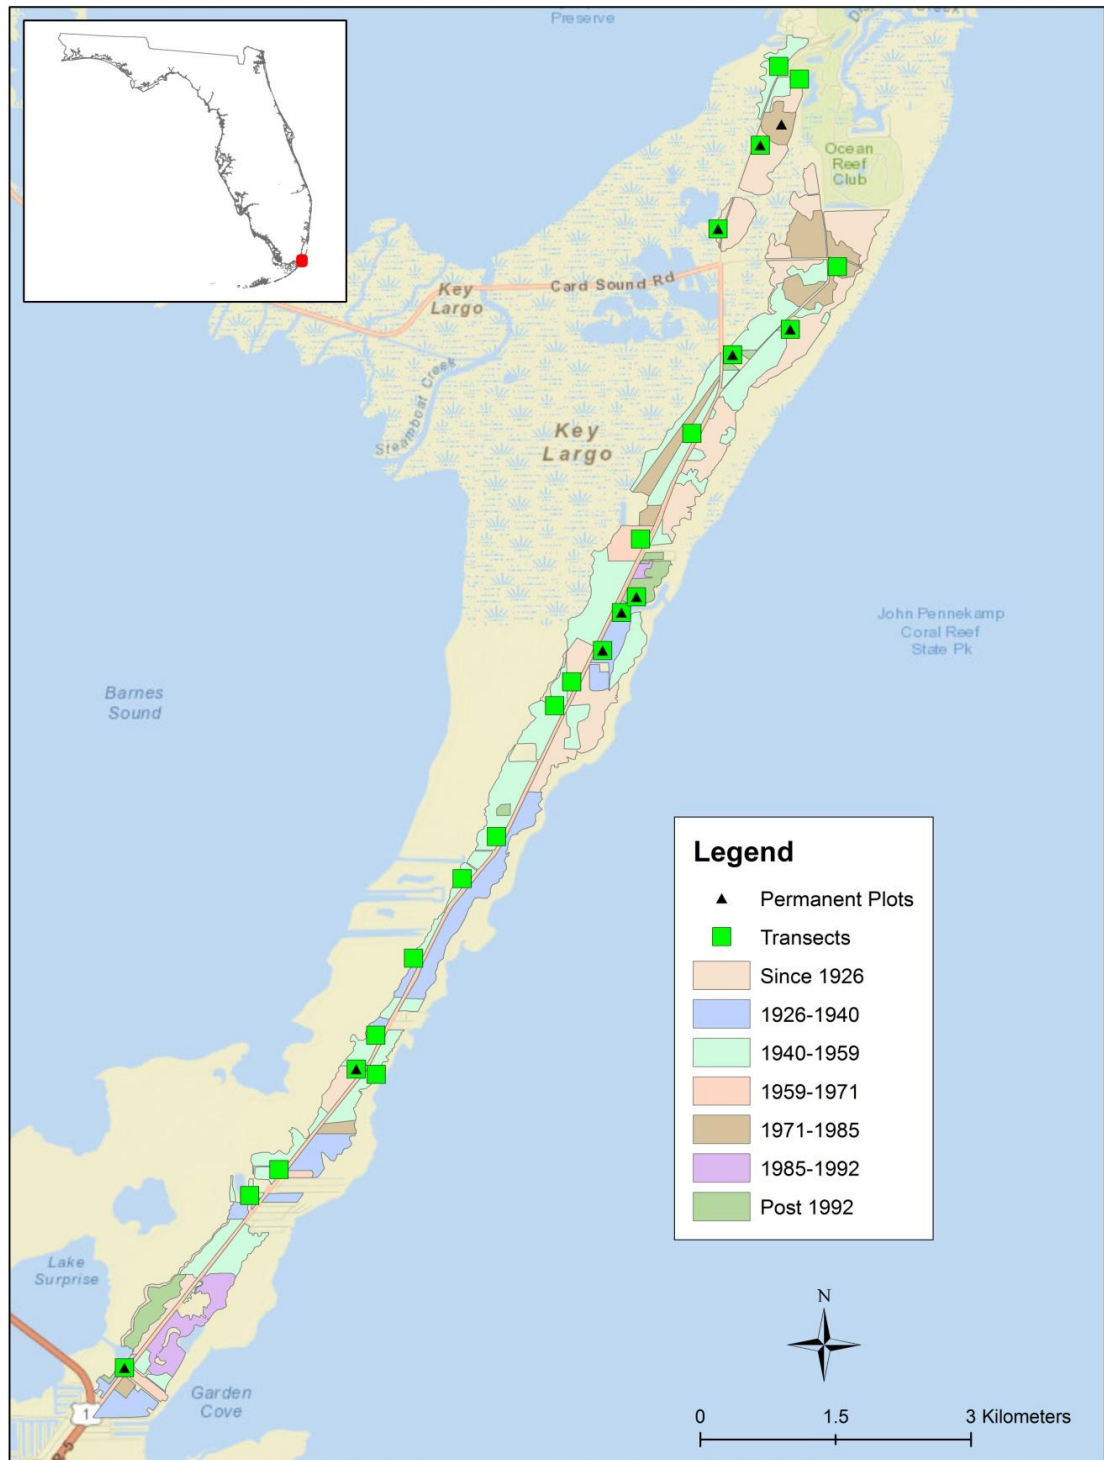 Preserve
Creek
Ocean
Reef
Club
Card Sound Rd
Key
Largo
Steamboat Creek
Key
Largo
John Pennekamp
Coral Reef
State Pk
Barnes
Sound
Legend
Permanent Plots
Transects
Since 1926
1926-1940
1940-1959
1959-1971
1971-1985
1985-1992
Post 1992
Lake
Surprise
N
Garden
Cove
1
0 1.5 3 Kilometers